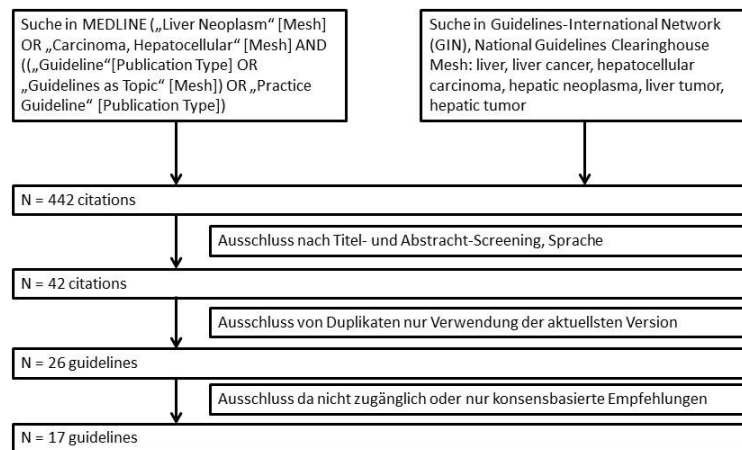 Suche in MEDLINE („Liver Neoplasm“ [Mesh]
OR „Carcinoma, Hepatocellular“ [Mesh] AND
((„Guideline“[Publication Type] OR
„Guidelines as Topic“ [Mesh]) OR „Practice
Guideline“ [Publication Type])
Suche in Guidelines-International Network
(GIN), National Guidelines Clearinghouse
Mesh: liver, liver cancer, hepatocellular
carcinoma, hepatic neoplasma, liver tumor,
hepatic tumor
N = 442 citations
Ausschluss nach Titel- und Abstracht-Screening, Sprache
N = 42 citations
Ausschluss von Duplikaten nur Verwendung der aktuellsten Version
N = 26 guidelines
Ausschluss da nicht zugänglich oder nur konsensbasierte Empfehlungen
N = 17 guidelines